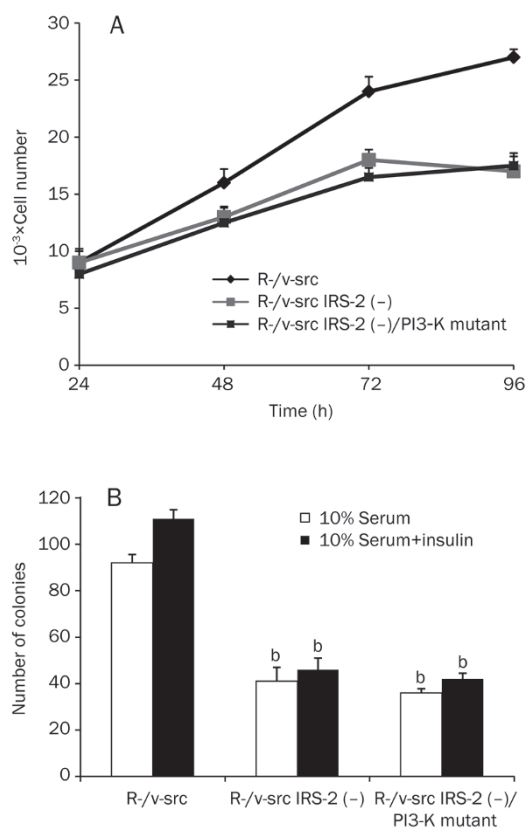 A
30
25
20
15
10
5
0
10⁻³×Cell number
R-/v-src
R-/v-src IRS-2 (−)
R-/v-src IRS-2 (−)/PI3-K mutant
24 48 72 96
Time (h)
B
120
100
80
60
40
20
0
Number of colonies
10% Serum
10% Serum+insulin
b b b b
R-/v-src R-/v-src IRS-2 (−) R-/v-src IRS-2 (−)/
PI3-K mutant